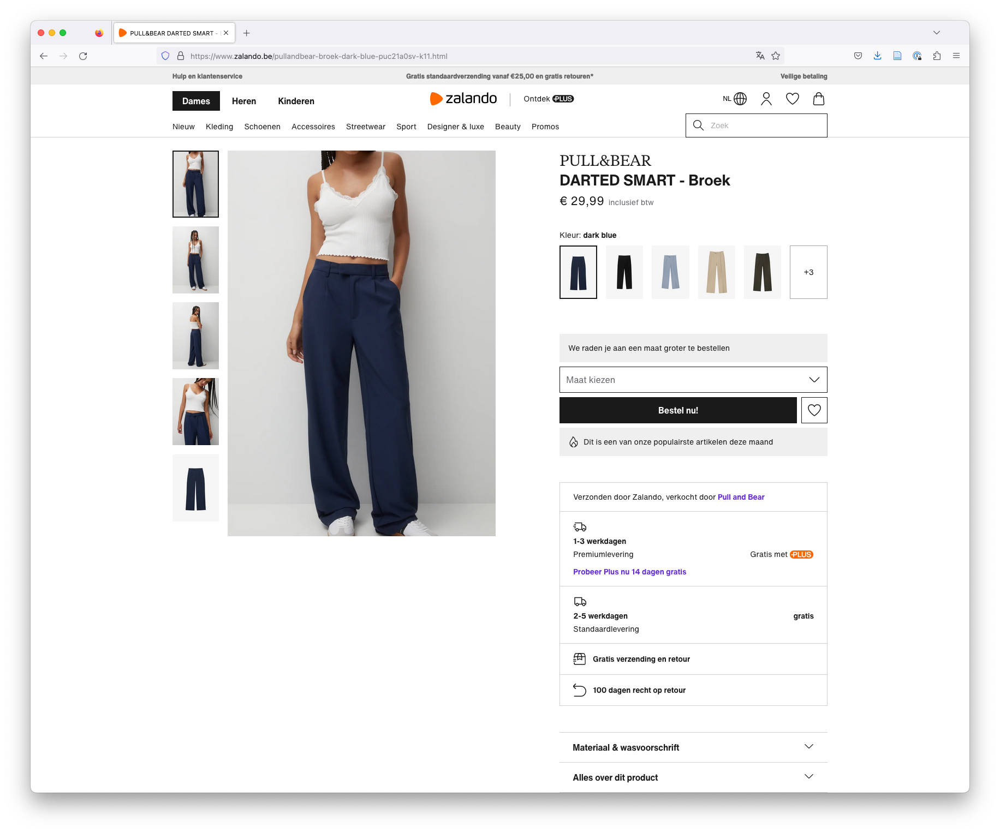 PULL&BEAR DARTED SMART -
https://www.zalando.be/pullandbear-broek-dark-blue-puc21a0sv-k11.html
Hulp en klantenservice
Gratis standaardverzending vanaf €25,00 en gratis retouren*
Veilige betaling
Dames
Heren
Kinderen
zalando
Ontdek PLUS
NL
Nieuw
Kleding
Schoenen
Accessoires
Streetwear
Sport
Designer & luxe
Beauty
Promos
Zoek
PULL&BEAR
DARTED SMART - Broek
€ 29,99 inclusief btw
Kleur: dark blue
+3
We raden je aan een maat groter te bestellen
Maat kiezen
Bestel nu!
Dit is een van onze populairste artikelen deze maand
Verzonden door Zalando, verkocht door Pull and Bear
1-3 werkdagen
Premiumlevering
Gratis met PLUS
Probeer Plus nu 14 dagen gratis
2-5 werkdagen
gratis
Standaardlevering
Gratis verzending en retour
100 dagen recht op retour
Materiaal & wasvoorschrift
Alles over dit product